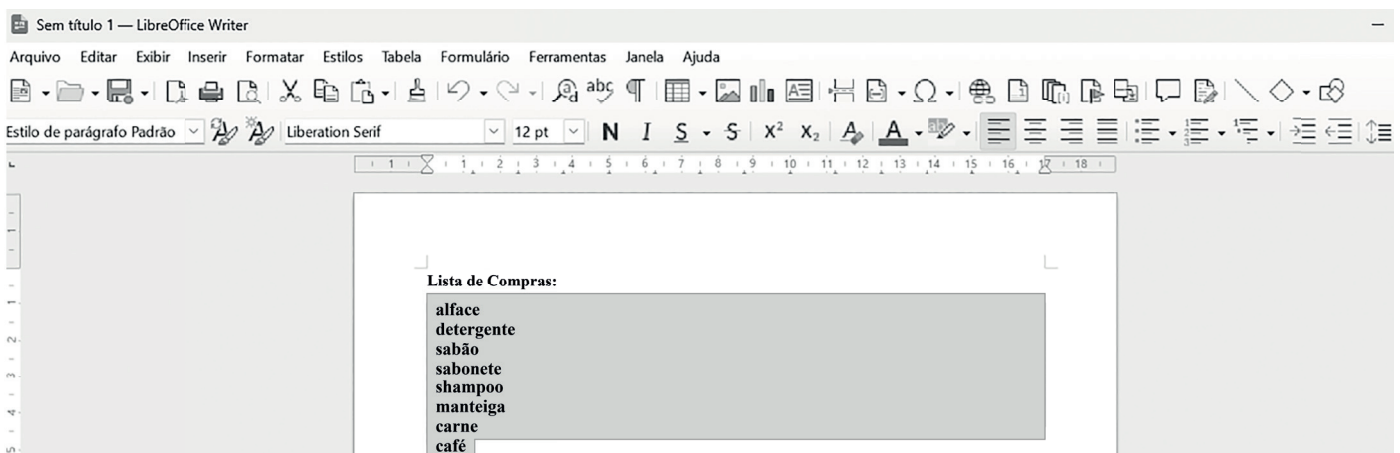 Sem título 1 — LibreOffice Writer
Arquivo Editar Exibir Inserir Formatar Estilos Tabela Formulário Ferramentas Janela Ajuda
Estilo de parágrafo Padrão Liberation Serif 12 pt N I S S X² X₂ A A
1 1 2 3 4 5 6 7 8 9 10 11 12 13 14 15 16 17 18
Lista de Compras:
alface
detergente
sabão
sabonete
shampoo
manteiga
carne
café